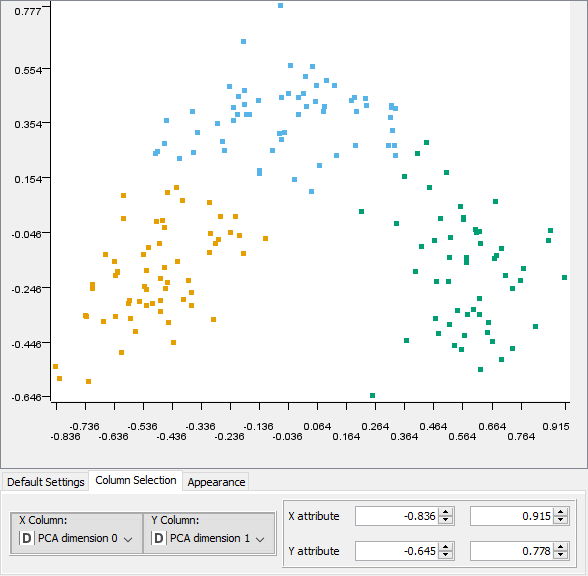 0.777
0.554
0.354
0.154
-0.046
-0.246
-0.446
-0.646
-0.736 -0.536 -0.336 -0.136 0.064 0.264 0.464 0.664 0.915
-0.836 -0.636 -0.436 -0.236 -0.036 0.164 0.364 0.564 0.764
Default Settings Column Selection Appearance
X Column: Y Column:
D PCA dimension 0 D PCA dimension 1
X attribute -0.836 0.915
Y attribute -0.645 0.778